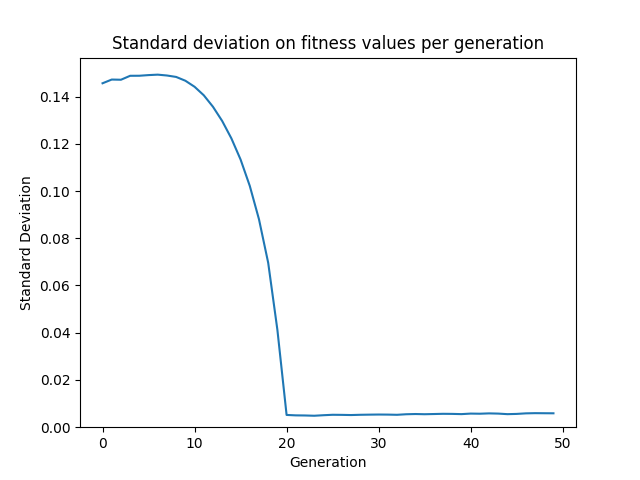 Standard deviation on fitness values per generation
0.14
0.12
0.10
0.08
0.06
0.04
0.02
0.00
Standard Deviation
0 10 20 30 40 50
Generation